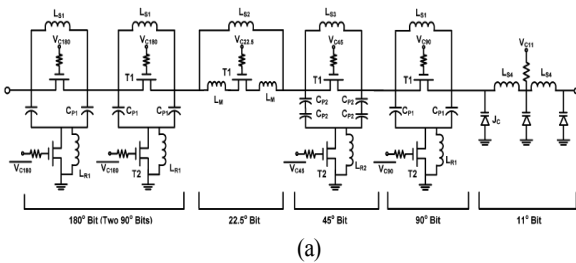 LS1 LS1 LS2 LS3 LS1
VC180 VC180 VC22.5 VC45 VC90 VC11
T1 T1 T1 T1 LS4 LS4
LM LM
CP1 CP1 CP1 CP2 CP2 CP1 CP1 JC
CP2 CP2
VC180 T2 LR1 VC180 T2 LR1 VC45 T2 LR2 VC90 T2 LR1
180° Bit (Two 90° Bits) 22.5° Bit 45° Bit 90° Bit 11° Bit
(a)